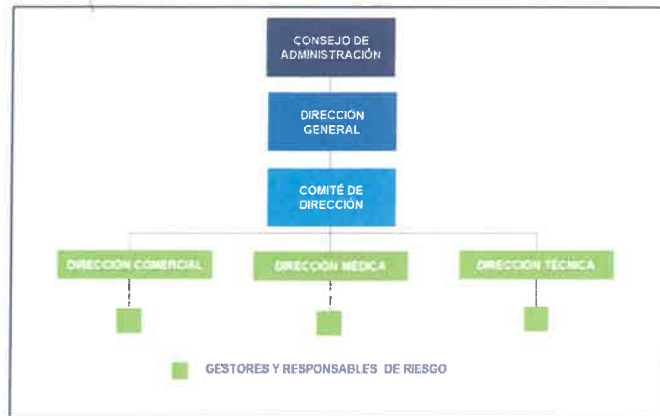 CONSEJO DE
ADMINISTRACIÓN
DIRECCIÓN
GENERAL
COMITÉ DE
DIRECCIÓN
DIRECCIÓN COMERCIAL
DIRECCIÓN MÉDICA
DIRECCIÓN TÉCNICA
GESTORES Y RESPONSABLES DE RIESGO